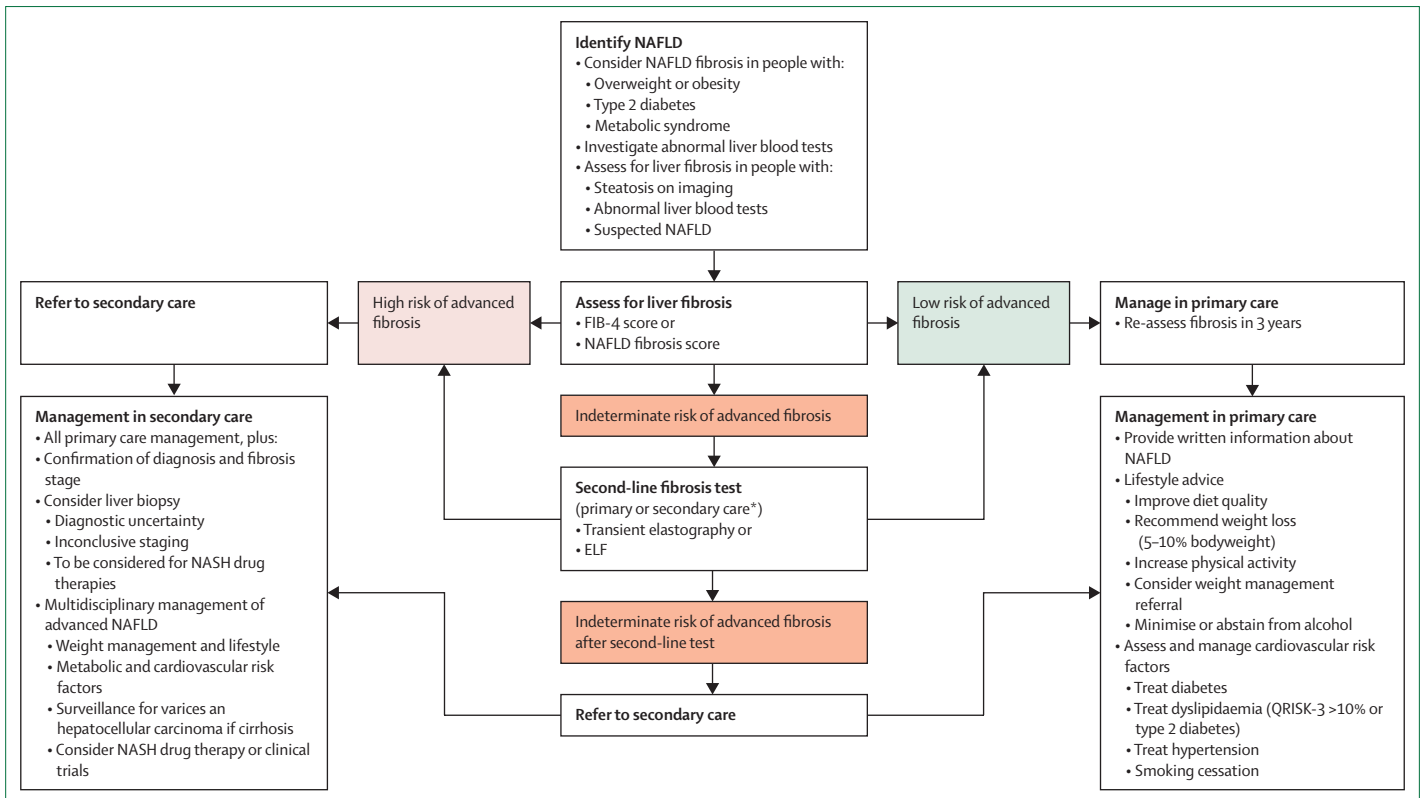 Identify NAFLD
• Consider NAFLD fibrosis in people with:
• Overweight or obesity
• Type 2 diabetes
• Metabolic syndrome
• Investigate abnormal liver blood tests
• Assess for liver fibrosis in people with:
• Steatosis on imaging
• Abnormal liver blood tests
• Suspected NAFLD
Refer to secondary care
High risk of advanced
fibrosis
Assess for liver fibrosis
• FIB-4 score or
• NAFLD fibrosis score
Low risk of advanced
fibrosis
Manage in primary care
• Re-assess fibrosis in 3 years
Management in secondary care
• All primary care management, plus:
• Confirmation of diagnosis and fibrosis
stage
• Consider liver biopsy
• Diagnostic uncertainty
• Inconclusive staging
• To be considered for NASH drug
therapies
• Multidisciplinary management of
advanced NAFLD
• Weight management and lifestyle
• Metabolic and cardiovascular risk
factors
• Surveillance for varices an
hepatocellular carcinoma if cirrhosis
• Consider NASH drug therapy or clinical
trials
Indeterminate risk of advanced fibrosis
Second-line fibrosis test
(primary or secondary care*)
• Transient elastography or
• ELF
Indeterminate risk of advanced fibrosis
after second-line test
Refer to secondary care
Management in primary care
• Provide written information about
NAFLD
• Lifestyle advice
• Improve diet quality
• Recommend weight loss
(5–10% bodyweight)
• Increase physical activity
• Consider weight management
referral
• Minimise or abstain from alcohol
• Assess and manage cardiovascular risk
factors
• Treat diabetes
• Treat dyslipidaemia (QRISK-3 >10% or
type 2 diabetes)
• Treat hypertension
• Smoking cessation